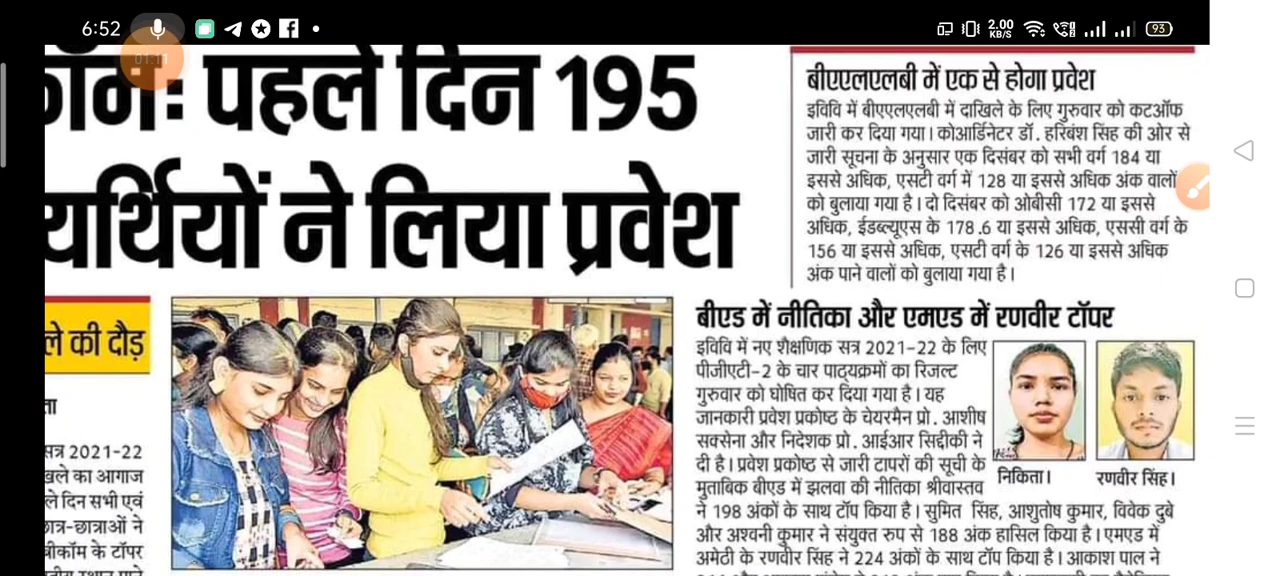 6:52
2.00
KB/S
93
01:11
पहले दिन 195
ने लिया प्रवेश
बीएएलएलबी में एक से होगा प्रवेश
इविवि में बीएएलएलबी में दाखिले के लिए गुरुवार को कटऑफ
जारी कर दिया गया। कोआर्डिनेटर डॉ. हरिबंश सिंह की ओर से
जारी सूचना के अनुसार एक दिसंबर को सभी वर्ग 184 या
इससे अधिक, एसटी वर्ग में 128 या इससे अधिक अंक वालों
को बुलाया गया है। दो दिसंबर को ओबीसी 172 या इससे
अधिक, ईडब्ल्यूएस के 178.6 या इससे अधिक, एससी वर्ग के
156 या इससे अधिक, एसटी वर्ग के 126 या इससे अधिक
अंक पाने वालों को बुलाया गया है।
ले की दौड़
ता
सत्र 2021-22
खले का आगाज
ले दिन सभी एवं
छात्र-छात्राओं ने
बीकॉम के टॉपर
बीएड में नीतिका और एमएड में रणवीर टॉपर
इविवि में नए शैक्षणिक सत्र 2021-22 के लिए
पीजीएटी-2 के चार पाठ्यक्रमों का रिजल्ट
गुरुवार को घोषित कर दिया गया है। यह
जानकारी प्रवेश प्रकोष्ठ के चेयरमैन प्रो. आशीष
सक्सेना और निदेशक प्रो. आईआर सिद्दीकी ने
दी है। प्रवेश प्रकोष्ठ से जारी टापरों की सूची के
मुताबिक बीएड में झलवा की नीतिका श्रीवास्तव
निकिता।
रणवीर सिंह।
ने 198 अंकों के साथ टॉप किया है। सुमित सिंह, आशुतोष कुमार, विवेक दुबे
और अश्वनी कुमार ने संयुक्त रुप से 188 अंक हासिल किया है। एमएड में
अमेठी के रणवीर सिंह ने 224 अंकों के साथ टॉप किया है। आकाश पाल ने